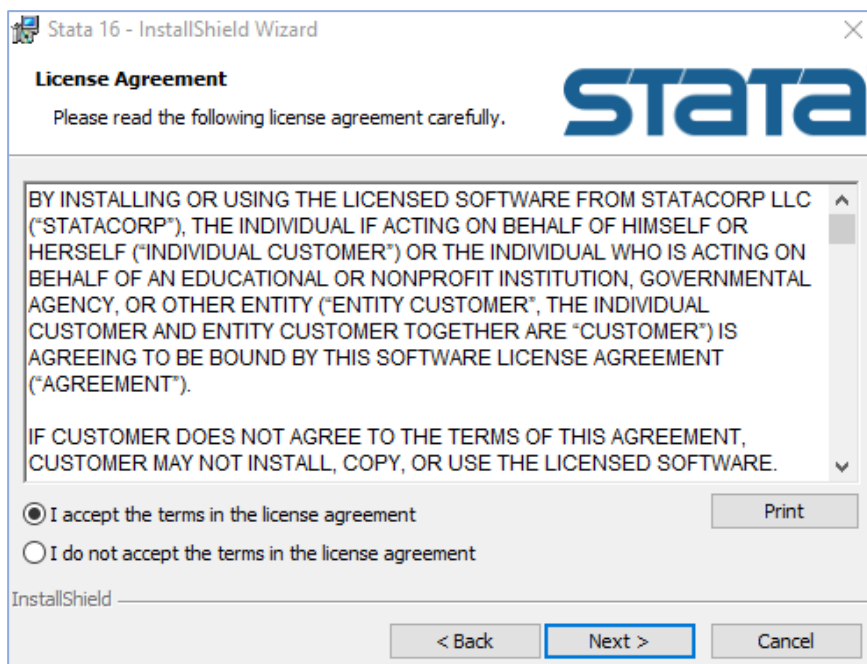 Stata 16 - InstallShield Wizard
License Agreement
Please read the following license agreement carefully.
STATA
BY INSTALLING OR USING THE LICENSED SOFTWARE FROM STATACORP LLC
(“STATACORP”), THE INDIVIDUAL IF ACTING ON BEHALF OF HIMSELF OR
HERSELF (“INDIVIDUAL CUSTOMER”) OR THE INDIVIDUAL WHO IS ACTING ON
BEHALF OF AN EDUCATIONAL OR NONPROFIT INSTITUTION, GOVERNMENTAL
AGENCY, OR OTHER ENTITY (“ENTITY CUSTOMER”, THE INDIVIDUAL
CUSTOMER AND ENTITY CUSTOMER TOGETHER ARE “CUSTOMER”) IS
AGREEING TO BE BOUND BY THIS SOFTWARE LICENSE AGREEMENT
(“AGREEMENT”).
IF CUSTOMER DOES NOT AGREE TO THE TERMS OF THIS AGREEMENT,
CUSTOMER MAY NOT INSTALL, COPY, OR USE THE LICENSED SOFTWARE.
I accept the terms in the license agreement
Print
I do not accept the terms in the license agreement
InstallShield
< Back Next > Cancel